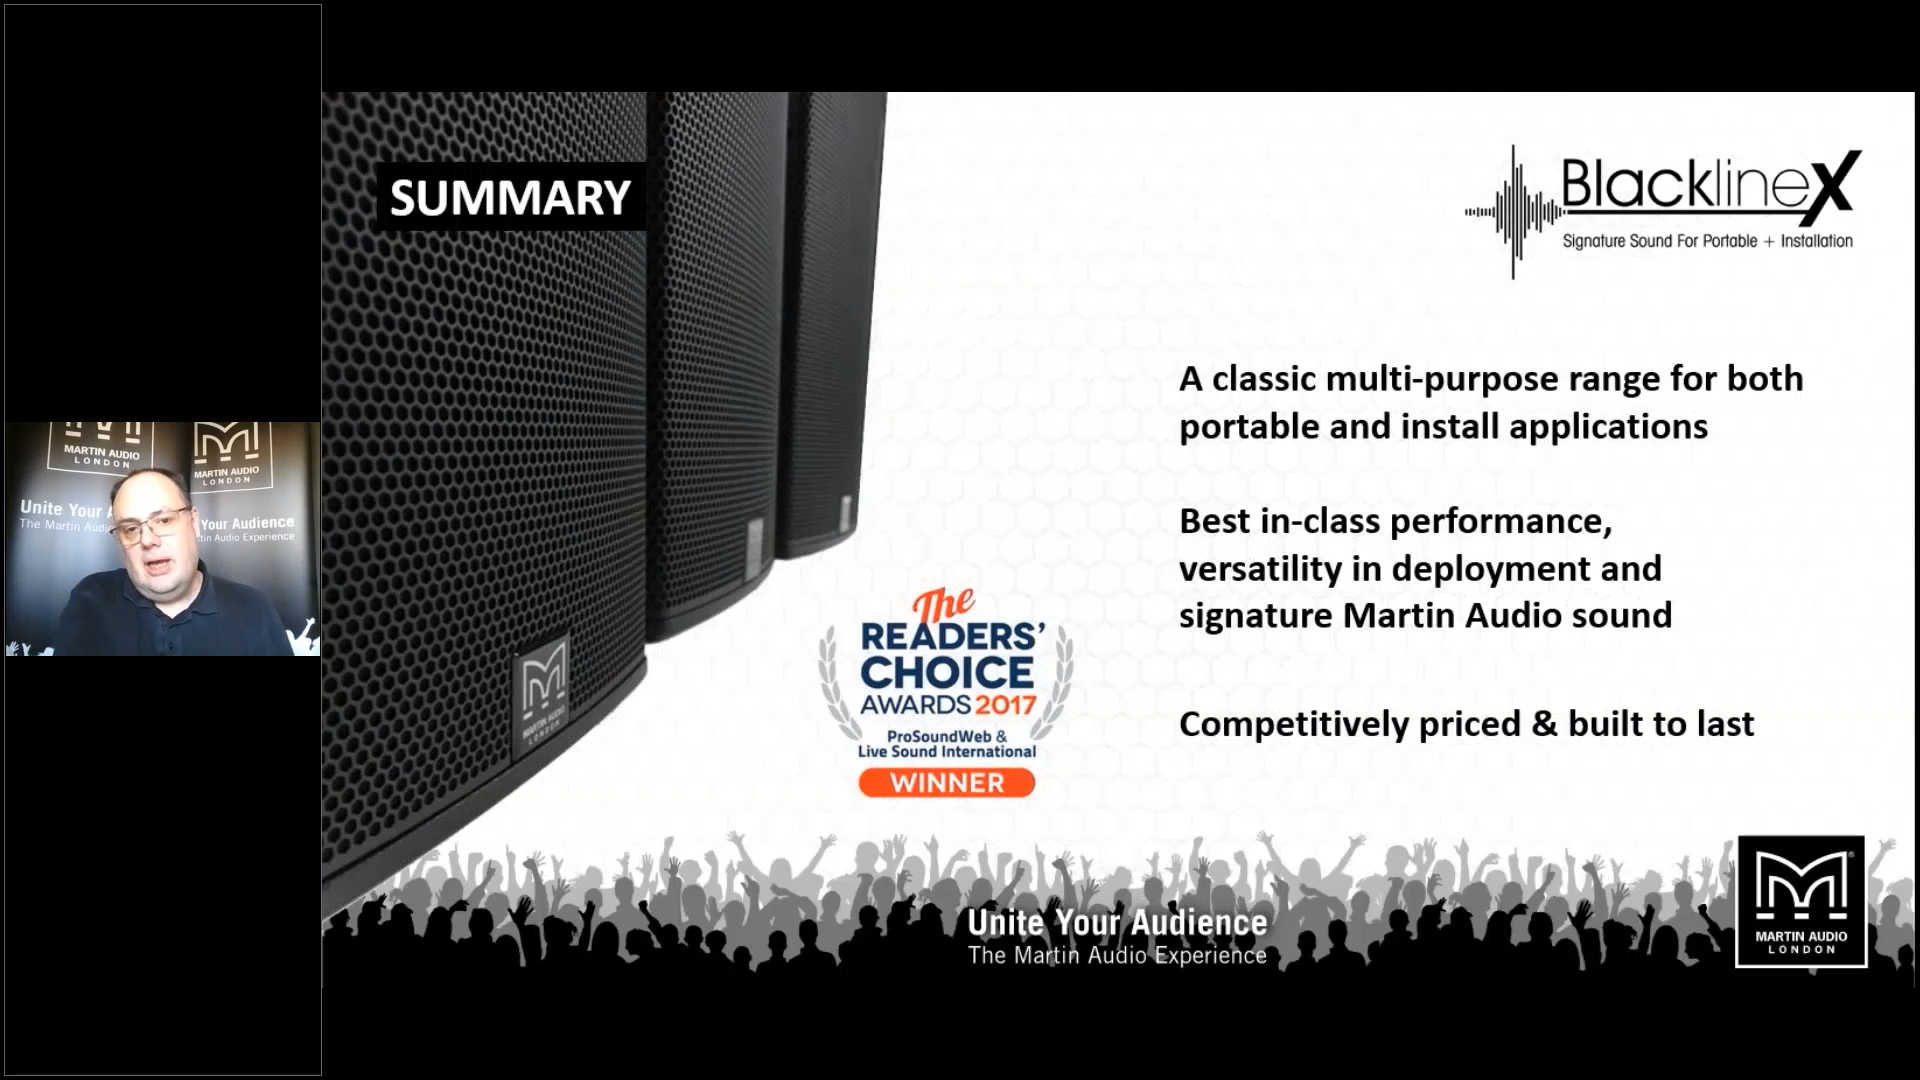 MARTIN AUDIO
LONDON
MARTIN AUDIO
LONDON
Unite Your A
The Martin Audi
Your Audience
tin Audio Experience
SUMMARY
BlacklineX
Signature Sound For Portable + Installation
A classic multi-purpose range for both
portable and install applications
Best in-class performance,
versatility in deployment and
signature Martin Audio sound
Competitively priced & built to last
The
READERS'
CHOICE
AWARDS 2017
ProSoundWeb &
Live Sound International
WINNER
MARTIN AUDIO
LONDON
Unite Your Audience
The Martin Audio Experience
MARTIN AUDIO
LONDON